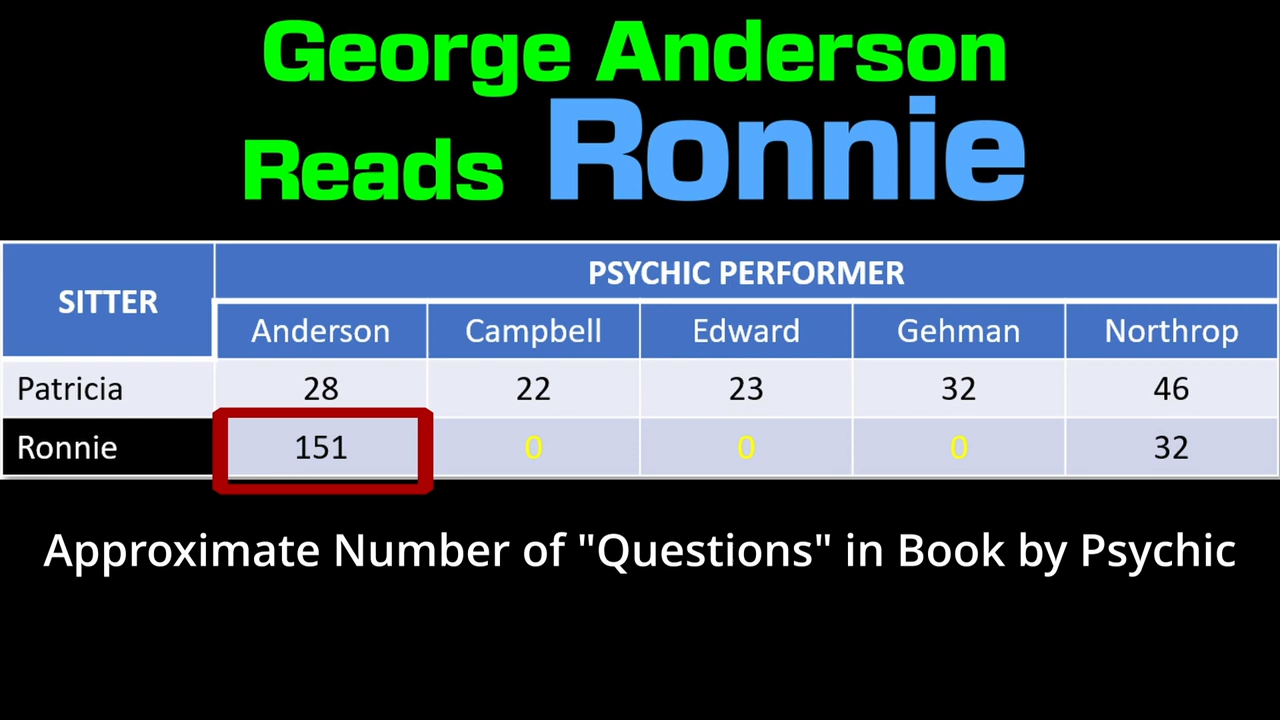 George Anderson
Reads Ronnie
SITTER PSYCHIC PERFORMER
Anderson Campbell Edward Gehman Northrop
Patricia 28 22 23 32 46
Ronnie 151 0 0 0 32
Approximate Number of "Questions" in Book by Psychic